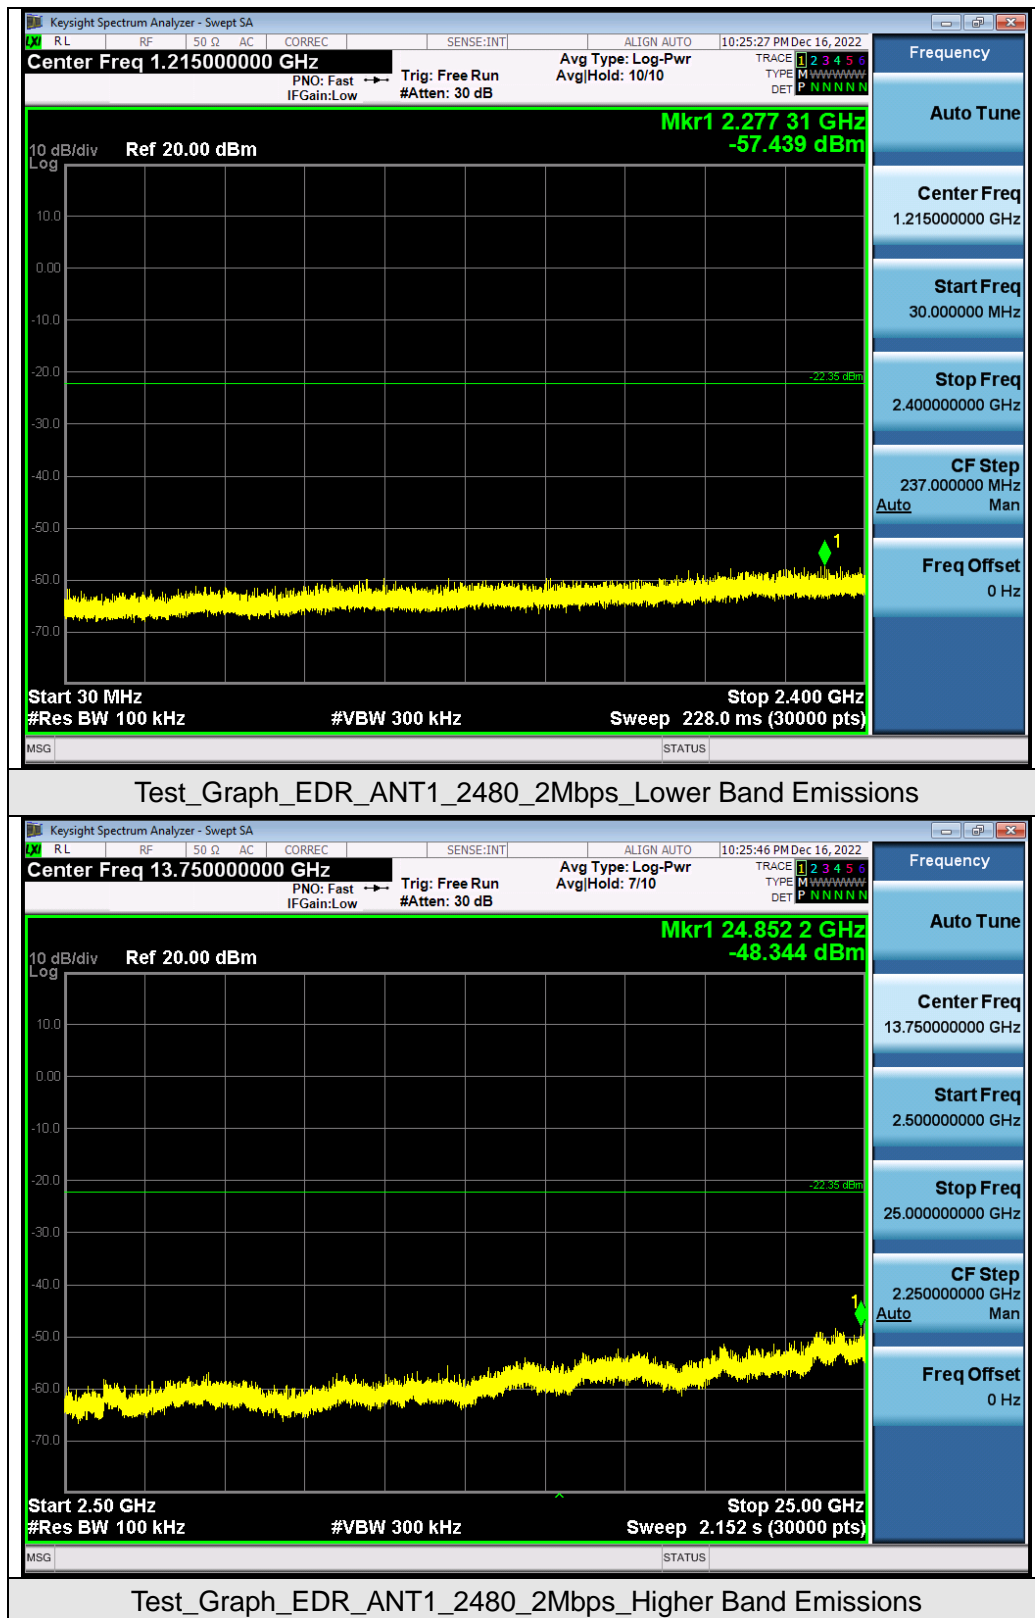 Keysight Spectrum Analyzer - Swept SA
LXI RL RF 50 Ω AC CORREC SENSE:INT ALIGN AUTO 10:25:27 PM Dec 16, 2022
Center Freq 1.215000000 GHz
PNO: Fast
IFGain:Low
Trig: Free Run
#Atten: 30 dB
Avg Type: Log-Pwr
Avg|Hold: 10/10
TRACE 1 2 3 4 5 6
TYPE M WWWWW
DET P N N N N N
Mkr1 2.277 31 GHz
-57.439 dBm
10 dB/div Ref 20.00 dBm
Log
10.0
0.00
-10.0
-20.0
-22.35 dBm
-30.0
-40.0
-50.0
1
-60.0
-70.0
Start 30 MHz Stop 2.400 GHz
#Res BW 100 kHz #VBW 300 kHz Sweep 228.0 ms (30000 pts)
MSG STATUS
Frequency
Auto Tune
Center Freq
1.215000000 GHz
Start Freq
30.000000 MHz
Stop Freq
2.400000000 GHz
CF Step
237.000000 MHz
Auto Man
Freq Offset
0 Hz
Test_Graph_EDR_ANT1_2480_2Mbps_Lower Band Emissions
Keysight Spectrum Analyzer - Swept SA
LXI RL RF 50 Ω AC CORREC SENSE:INT ALIGN AUTO 10:25:46 PM Dec 16, 2022
Center Freq 13.750000000 GHz
PNO: Fast
IFGain:Low
Trig: Free Run
#Atten: 30 dB
Avg Type: Log-Pwr
Avg|Hold: 7/10
TRACE 1 2 3 4 5 6
TYPE M WWWWW
DET P N N N N N
Mkr1 24.852 2 GHz
-48.344 dBm
10 dB/div Ref 20.00 dBm
Log
10.0
0.00
-10.0
-20.0
-22.35 dBm
-30.0
-40.0
1
-50.0
-60.0
-70.0
Start 2.50 GHz Stop 25.00 GHz
#Res BW 100 kHz #VBW 300 kHz Sweep 2.152 s (30000 pts)
MSG STATUS
Frequency
Auto Tune
Center Freq
13.750000000 GHz
Start Freq
2.500000000 GHz
Stop Freq
25.000000000 GHz
CF Step
2.250000000 GHz
Auto Man
Freq Offset
0 Hz
Test_Graph_EDR_ANT1_2480_2Mbps_Higher Band Emissions